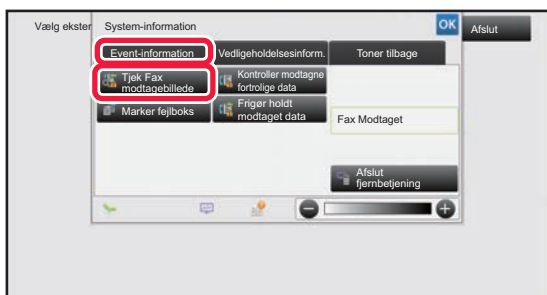 Vælg ekster
System-information
OK
Afslut
Event-information
Vedligeholdelsesinform.
Toner tilbage
Tjek Fax
modtagebillede
Kontroller modtagne
fortrolige data
Marker fejlboks
Frigør holdt
modtaget data
Fax Modtaget
Afslut
fjernbetjening